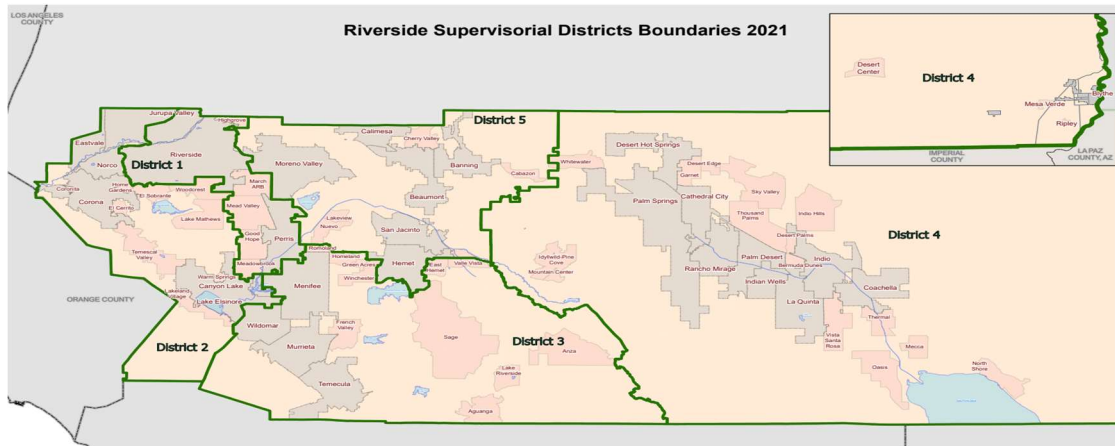 LOS ANGELES
COUNTY
Riverside Supervisorial Districts Boundaries 2021
Desert
Center
District 4
Mesa Verde
Blythe
Ripley
IMPERIAL
COUNTY
LA PAZ
COUNTY, AZ
Jurupa Valley
Highgrove
Eastvale
Riverside
Norco
District 1
Coronita
Home
Gardens
El Sobrante
Woodcrest
March
ARB
Corona
El Cerrito
Lake Mathews
Mead Valley
Temescal
Valley
Good
Hope
Perris
Meadowbrook
Warm Springs
Canyon Lake
Lakeland
Village
Lake Elsinore
ORANGE COUNTY
District 2
Calimesa
Cherry Valley
District 5
Moreno Valley
Banning
Cabazon
Beaumont
Lakeview
Nuevo
San Jacinto
Romoland
Homeland
Green Acres
Hemet
East
Hemet
Valle Vista
Winchester
Menifee
Wildomar
French
Valley
Murrieta
Sage
District 3
Anza
Temecula
Lake
Riverside
Aguanga
Whitewater
Desert Hot Springs
Desert Edge
Garnet
Sky Valley
Palm Springs
Cathedral City
Thousand
Palms
Indio Hills
Desert Palms
District 4
Idyllwild-Pine
Cove
Mountain Center
Rancho Mirage
Palm Desert
Bermuda Dunes
Indio
Indian Wells
Coachella
La Quinta
Thermal
Vista
Santa
Rosa
Mecca
Oasis
North
Shore